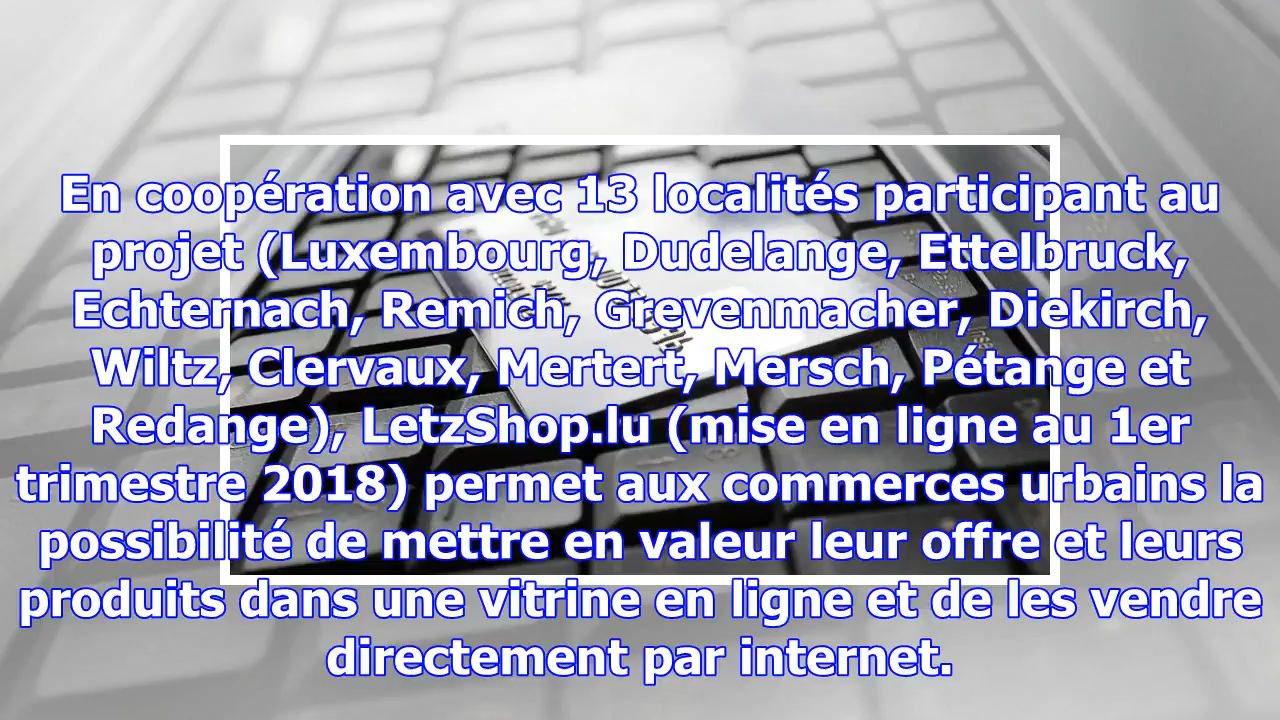 En coopération avec 13 localités participant au
projet (Luxembourg, Dudelange, Ettelbruck,
Echternach, Remich, Grevenmacher, Diekirch,
Wiltz, Clervaux, Mertert, Mersch, Pétange et
Redange), LetzShop.lu (mise en ligne au 1er
trimestre 2018) permet aux commerces urbains la
possibilité de mettre en valeur leur offre et leurs
produits dans une vitrine en ligne et de les vendre
directement par internet.